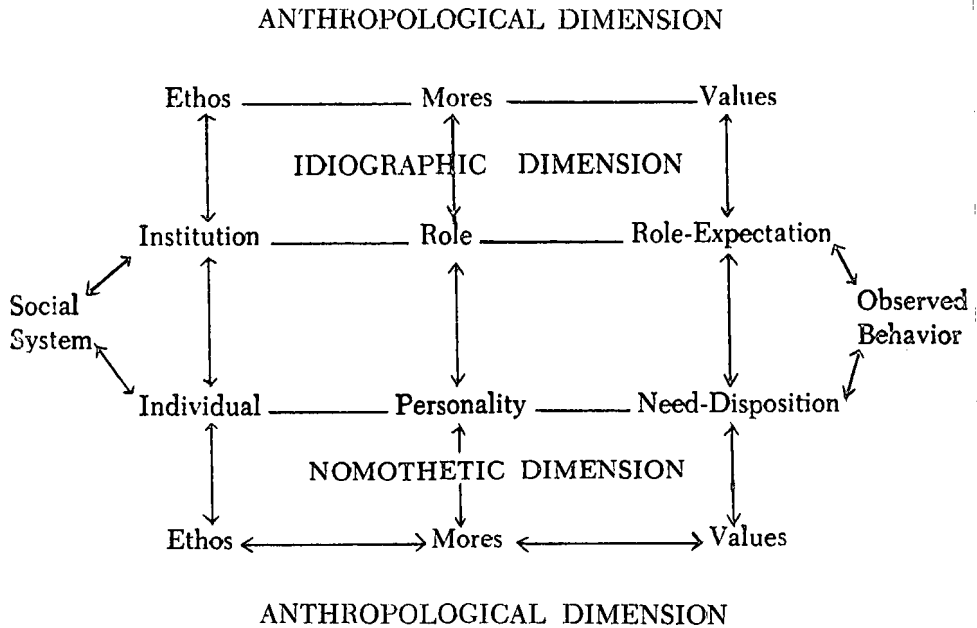 ANTHROPOLOGICAL DIMENSION
Ethos Mores Values
IDIOGRAPHIC DIMENSION
Institution Role Role-Expectation
Social Observed
System Behavior
Individual Personality Need-Disposition
NOMOTHETIC DIMENSION
Ethos Mores Values
ANTHROPOLOGICAL DIMENSION